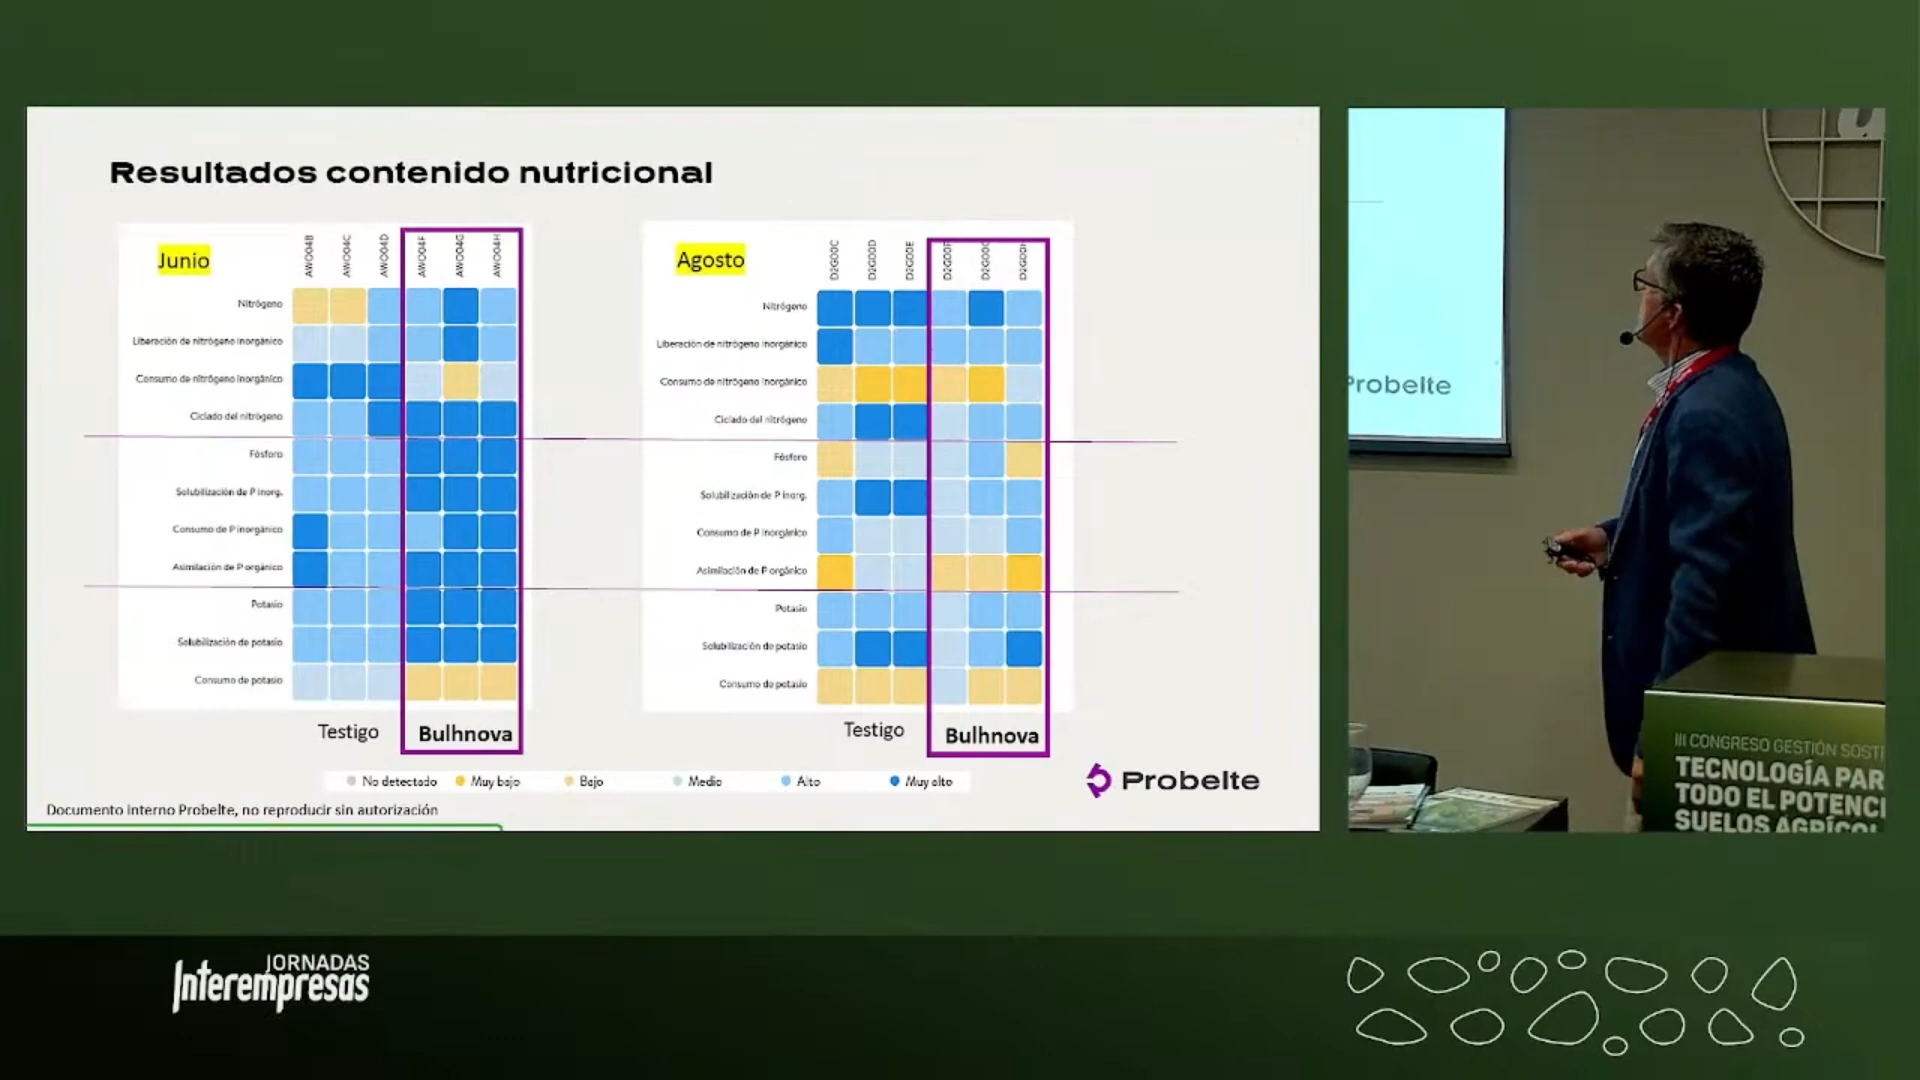 Resultados contenido nutricional
Junio
AWO04B
AWO04C
AWO04D
AWO04F
AWO04G
AWO04H
Nitrógeno
Liberación de nitrógeno inorgánico
Consumo de nitrógeno inorgánico
Ciclado del nitrógeno
Fósforo
Solubilización de P inorg.
Consumo de P inorgánico
Asimilación de P orgánico
Potasio
Solubilización de potasio
Consumo de potasio
Testigo
Bulhnova
Agosto
D2G00C
D2G00D
D2G00E
Nitrógeno
Liberación de nitrógeno inorgánico
Consumo de nitrógeno inorgánico
Ciclado del nitrógeno
Fósforo
Solubilización de P inorg.
Consumo de P inorgánico
Asimilación de P orgánico
Potasio
Solubilización de potasio
Consumo de potasio
Testigo
Bulhnova
No detectado Muy bajo Bajo Medio Alto Muy alto
Probelte
Documento interno Probelte, no reproducir sin autorización
Probelte
III CONGRESO GESTIÓN SOSTE
TECNOLOGÍA PAR
TODO EL POTENCI
SUELOS AGRÍCOL
JORNADAS
Interempresas